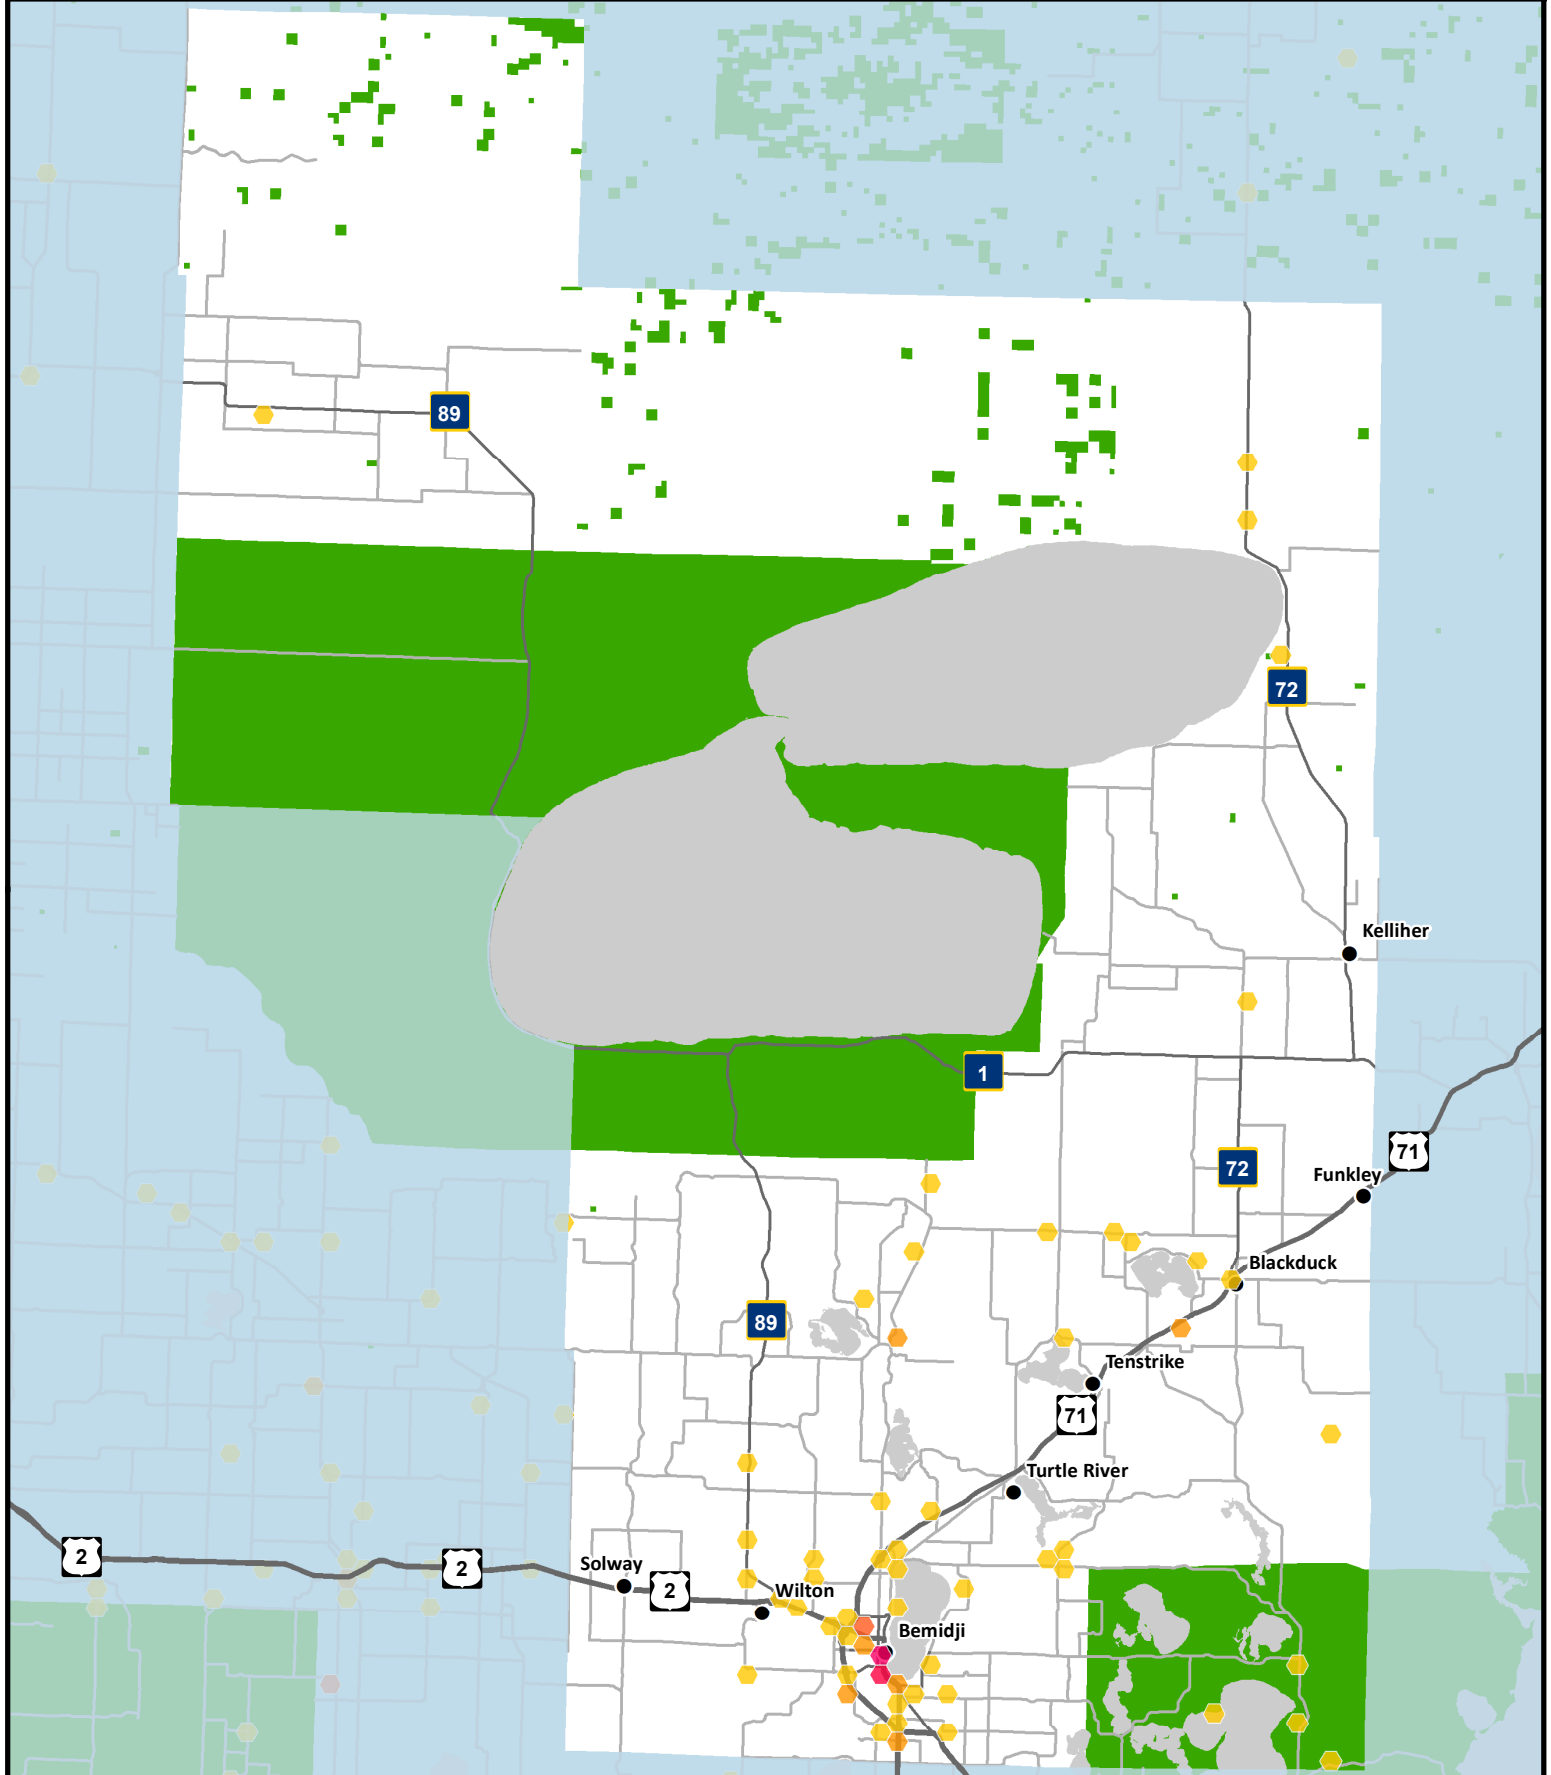 89
72
Kelliher
1
71
72
Funkley
Blackduck
89
Tenstrike
71
Turtle River
2
2
Solway
2
Wilton
Bemidji